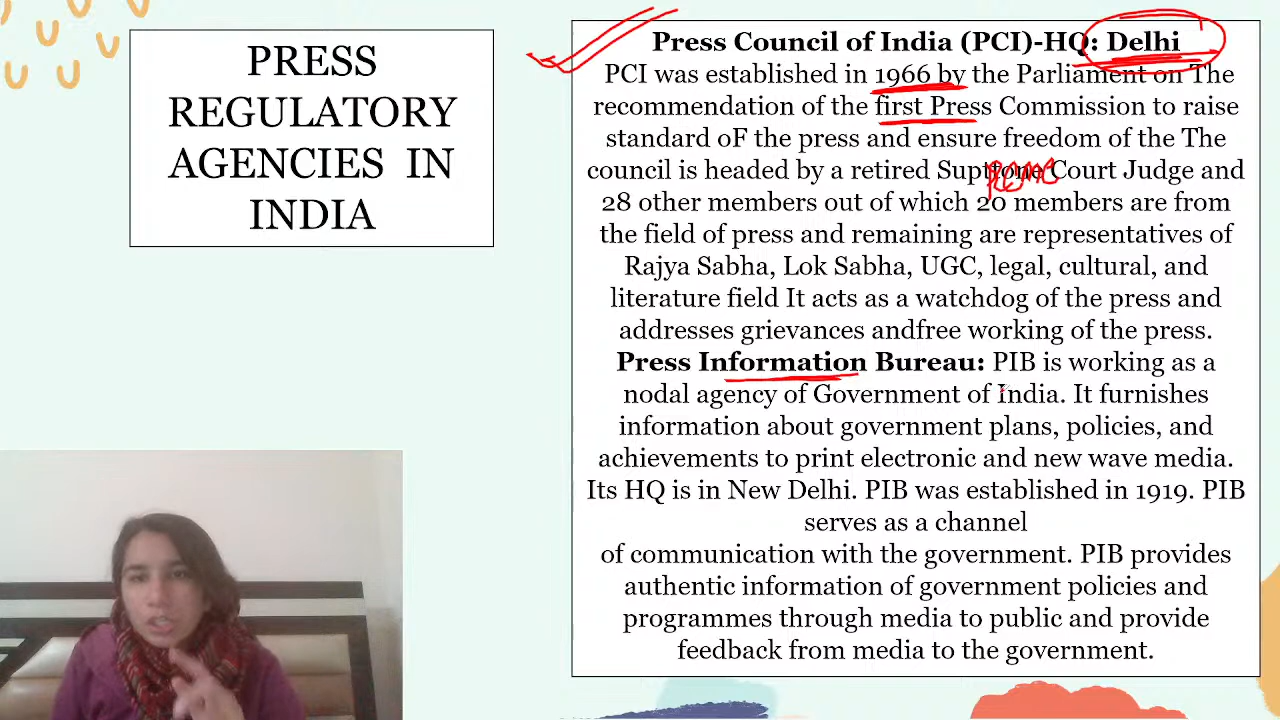 PRESS
REGULATORY
AGENCIES IN
INDIA
Press Council of India (PCI)-HQ: Delhi
PCI was established in 1966 by the Parliament on The
recommendation of the first Press Commission to raise
standard oF the press and ensure freedom of the The
council is headed by a retired Court Judge and
REME
28 other members out of which 20 members are from
the field of press and remaining are representatives of
Rajya Sabha, Lok Sabha, UGC, legal, cultural, and
literature field It acts as a watchdog of the press and
addresses grievances andfree working of the press.
Press Information Bureau: PIB is working as a
nodal agency of Government of India. It furnishes
information about government plans, policies, and
achievements to print electronic and new wave media.
Its HQ is in New Delhi. PIB was established in 1919. PIB
serves as a channel
of communication with the government. PIB provides
authentic information of government policies and
programmes through media to public and provide
feedback from media to the government.